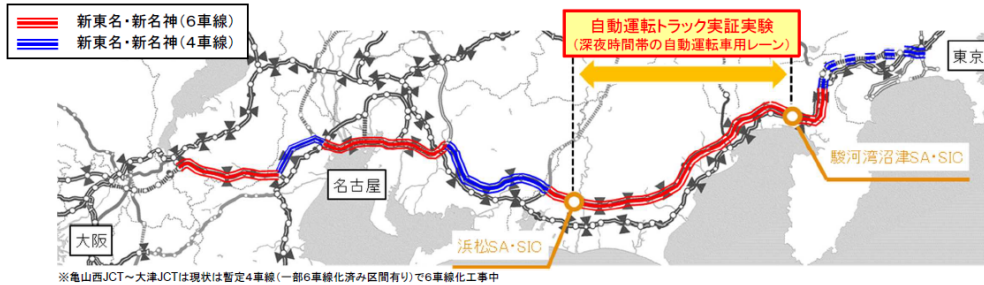 新東名・新名神(6車線)
新東名・新名神(4車線)
自動運転トラック実証実験
(深夜時間帯の自動運転車用レーン)
東京
駿河湾沼津SA・SIC
名古屋
大阪
浜松SA・SIC
※亀山西JCT~大津JCTは現状は暫定4車線(一部6車線化済み区間有り)で6車線化工事中